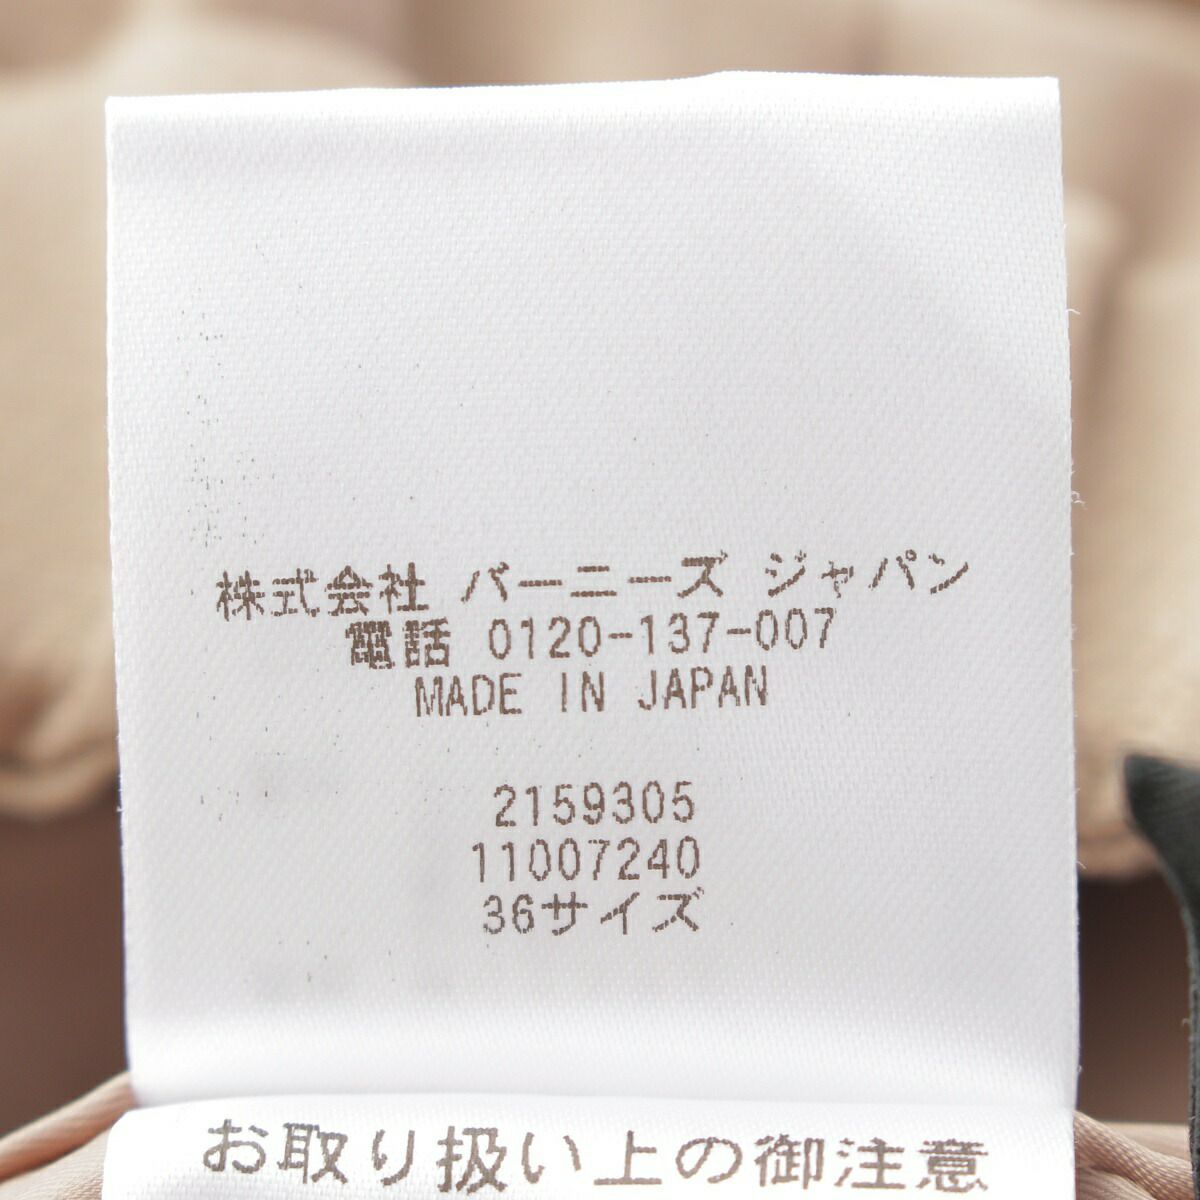 株式会社 バーニーズ ジャパン
電話 0120-137-007
MADE IN JAPAN
2159305
11007240
36サイズ
お取り扱い上の御注意